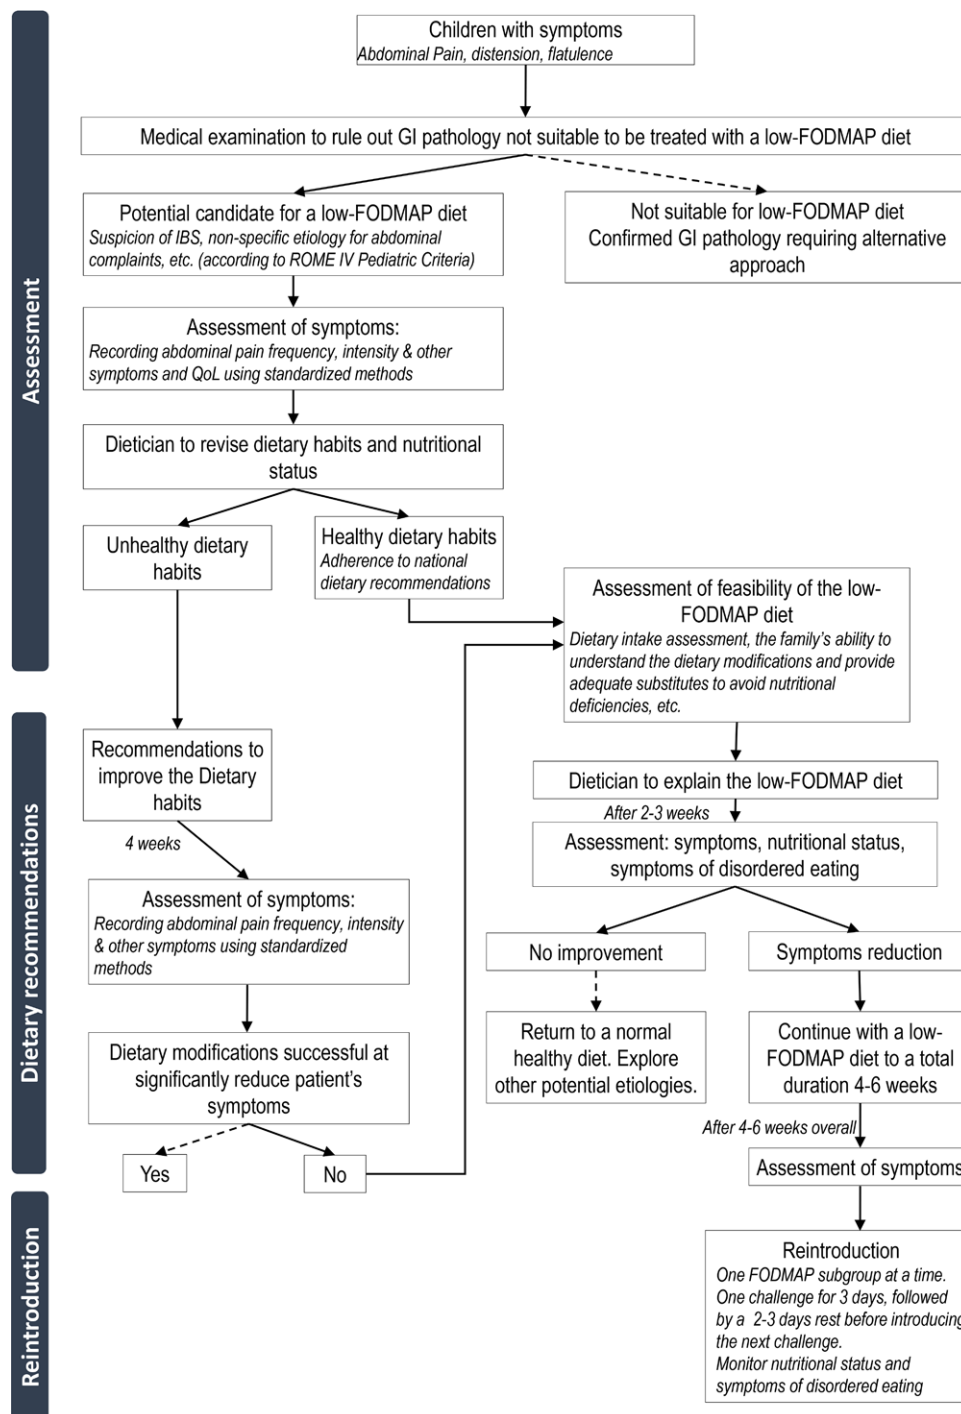 Children with symptoms
Abdominal Pain, distension, flatulence
Medical examination to rule out GI pathology not suitable to be treated with a low-FODMAP diet
Potential candidate for a low-FODMAP diet
Suspicion of IBS, non-specific etiology for abdominal
complaints, etc. (according to ROME IV Pediatric Criteria)
Not suitable for low-FODMAP diet
Confirmed GI pathology requiring alternative
approach
Assessment
Assessment of symptoms:
Recording abdominal pain frequency, intensity & other
symptoms and QoL using standardized methods
Dietician to revise dietary habits and nutritional
status
Unhealthy dietary
habits
Healthy dietary habits
Adherence to national
dietary recommendations
Assessment of feasibility of the low-
FODMAP diet
Dietary intake assessment, the family's ability to
understand the dietary modifications and provide
adequate substitutes to avoid nutritional
deficiencies, etc.
Dietary recommendations
Recommendations to
improve the Dietary
habits
4 weeks
Assessment of symptoms:
Recording abdominal pain frequency, intensity
& other symptoms using standardized
methods
Dietary modifications successful at
significantly reduce patient's
symptoms
Yes
No
Dietician to explain the low-FODMAP diet
After 2-3 weeks
Assessment: symptoms, nutritional status,
symptoms of disordered eating
No improvement
Symptoms reduction
Return to a normal
healthy diet. Explore
other potential etiologies.
Continue with a low-
FODMAP diet to a total
duration 4-6 weeks
After 4-6 weeks overall
Assessment of symptoms
Reintroduction
Reintroduction
One FODMAP subgroup at a time.
One challenge for 3 days, followed
by a 2-3 days rest before introducing
the next challenge.
Monitor nutritional status and
symptoms of disordered eating